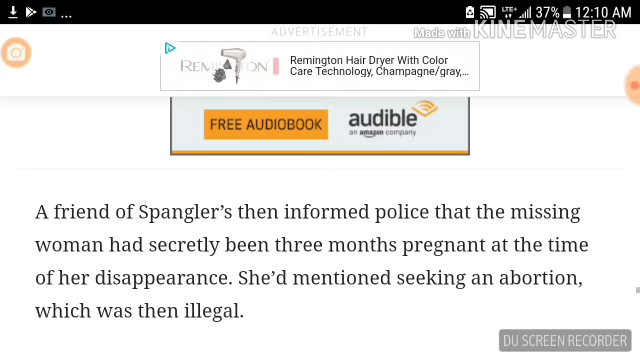 37% 12:10 AM
ADVERTISEMENT
Made with KINEMASTER
REMINGTON
Remington Hair Dryer With Color
Care Technology, Champagne/gray,...
FREE AUDIOBOOK
audible
an amazon company
A friend of Spangler’s then informed police that the missing
woman had secretly been three months pregnant at the time
of her disappearance. She’d mentioned seeking an abortion,
which was then illegal.
DU SCREEN RECORDER